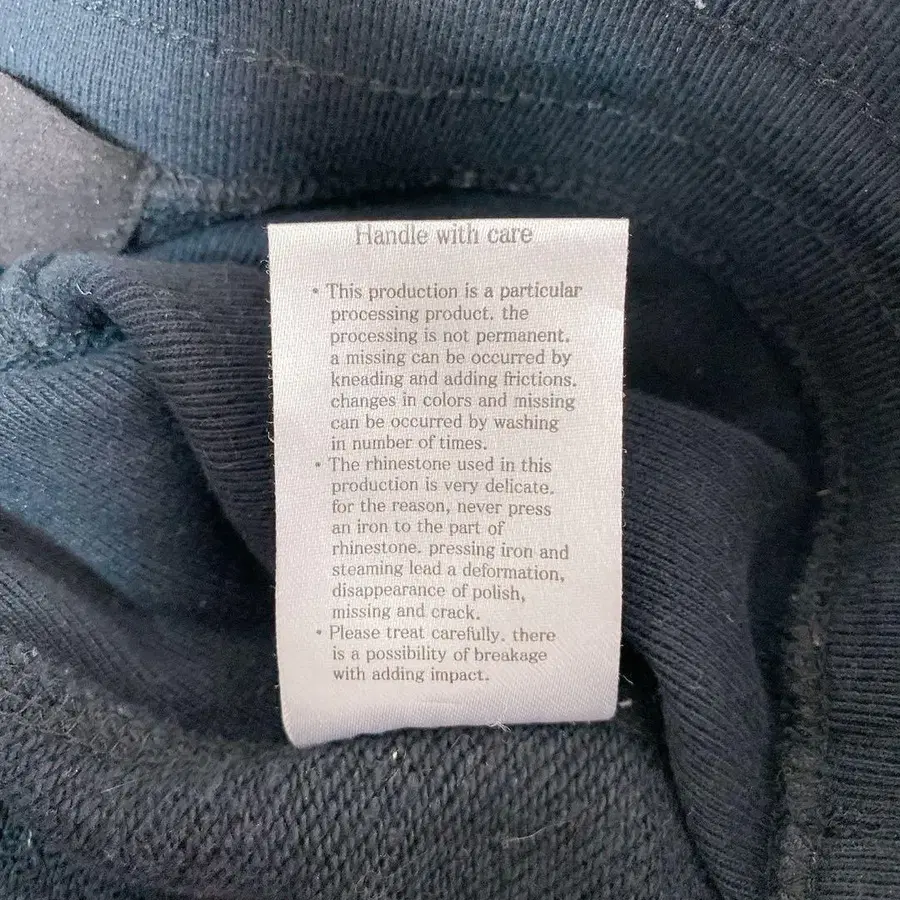 Handle with care
• This production is a particular
processing product. the
processing is not permanent.
a missing can be occurred by
kneading and adding frictions.
changes in colors and missing
can be occurred by washing
in number of times.
• The rhinestone used in this
production is very delicate.
for the reason, never press
an iron to the part of
rhinestone. pressing iron and
steaming lead a deformation,
disappearance of polish,
missing and crack.
• Please treat carefully. there
is a possibility of breakage
with adding impact.